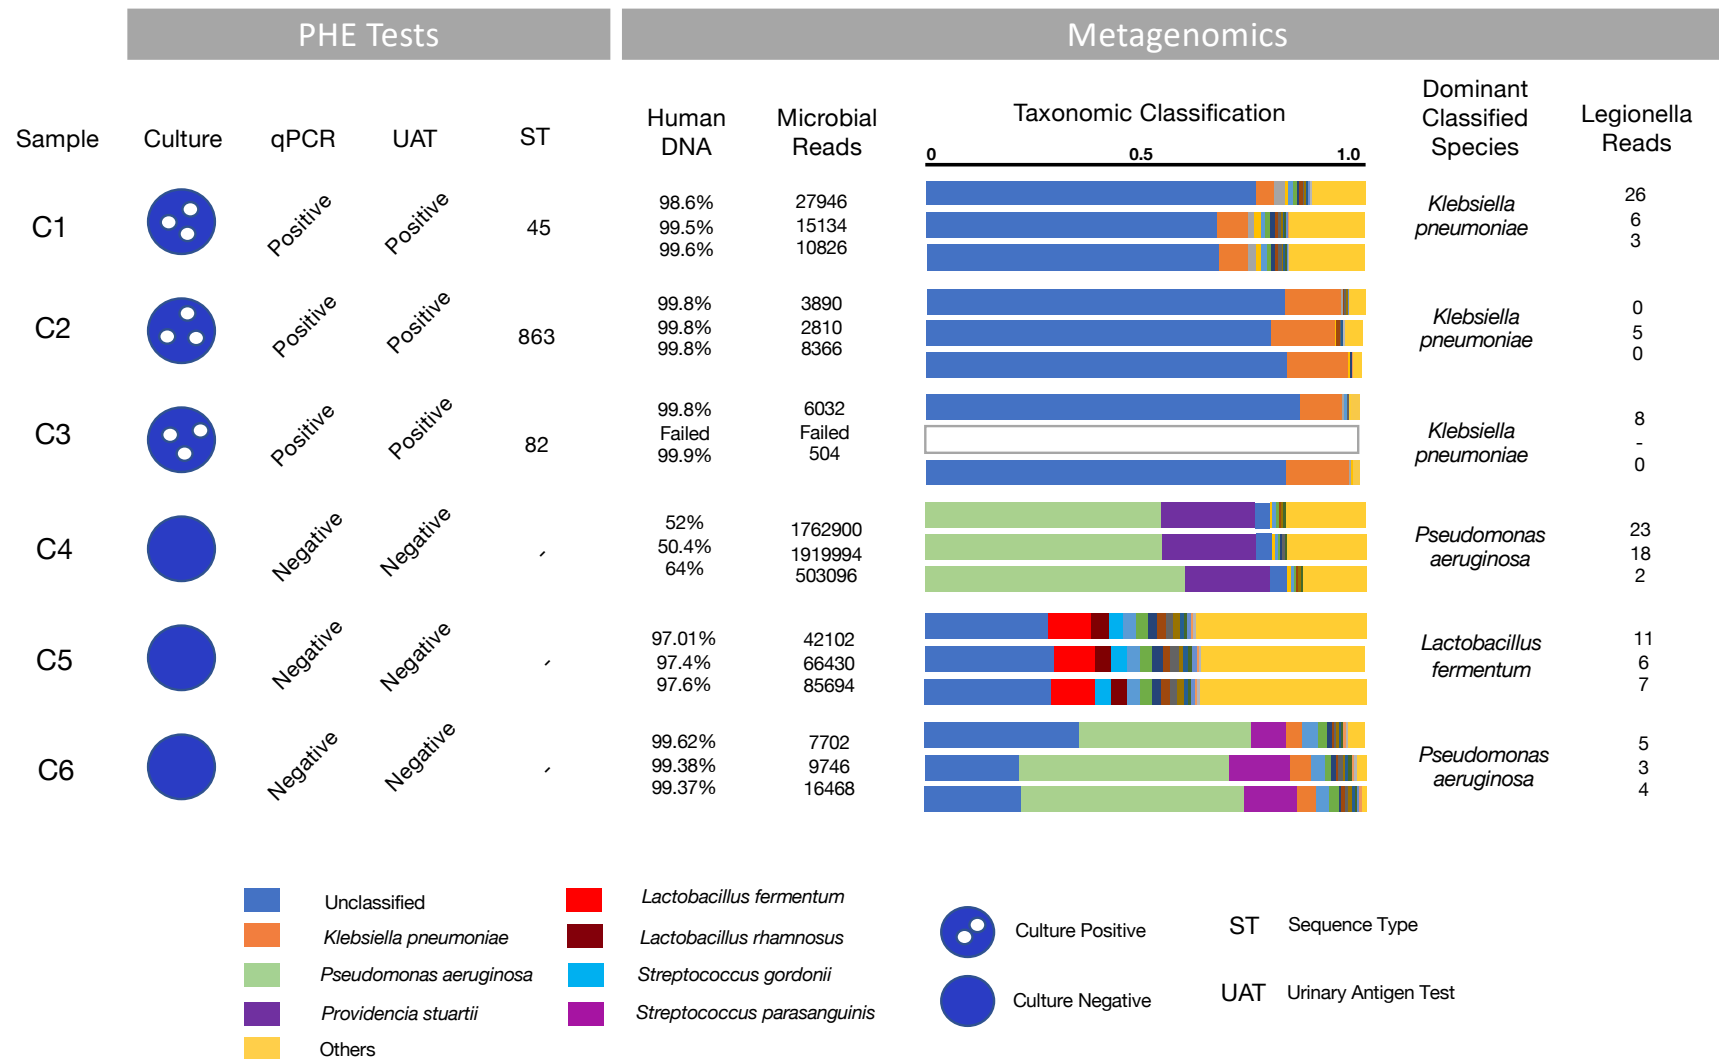 PHE Tests
Metagenomics
Sample
Culture
qPCR
UAT
ST
Human
DNA
Microbial
Reads
Taxonomic Classification
0 0.5 1.0
Dominant
Classified
Species
Legionella
Reads
C1
Positive
Positive
45
98.6%
99.5%
99.6%
27946
15134
10826
Klebsiella
pneumoniae
26
6
3
C2
Positive
Positive
863
99.8%
99.8%
99.8%
3890
2810
8366
Klebsiella
pneumoniae
0
5
0
C3
Positive
Positive
82
99.8%
Failed
99.9%
6032
Failed
504
Klebsiella
pneumoniae
8
-
0
C4
Negative
Negative
-
52%
50.4%
64%
1762900
1919994
503096
Pseudomonas
aeruginosa
23
18
2
C5
Negative
Negative
-
97.01%
97.4%
97.6%
42102
66430
85694
Lactobacillus
fermentum
11
6
7
C6
Negative
Negative
-
99.62%
99.38%
99.37%
7702
9746
16468
Pseudomonas
aeruginosa
5
3
4
Unclassified
Klebsiella pneumoniae
Pseudomonas aeruginosa
Providencia stuartii
Others
Lactobacillus fermentum
Lactobacillus rhamnosus
Streptococcus gordonii
Streptococcus parasanguinis
Culture Positive
Culture Negative
ST Sequence Type
UAT Urinary Antigen Test